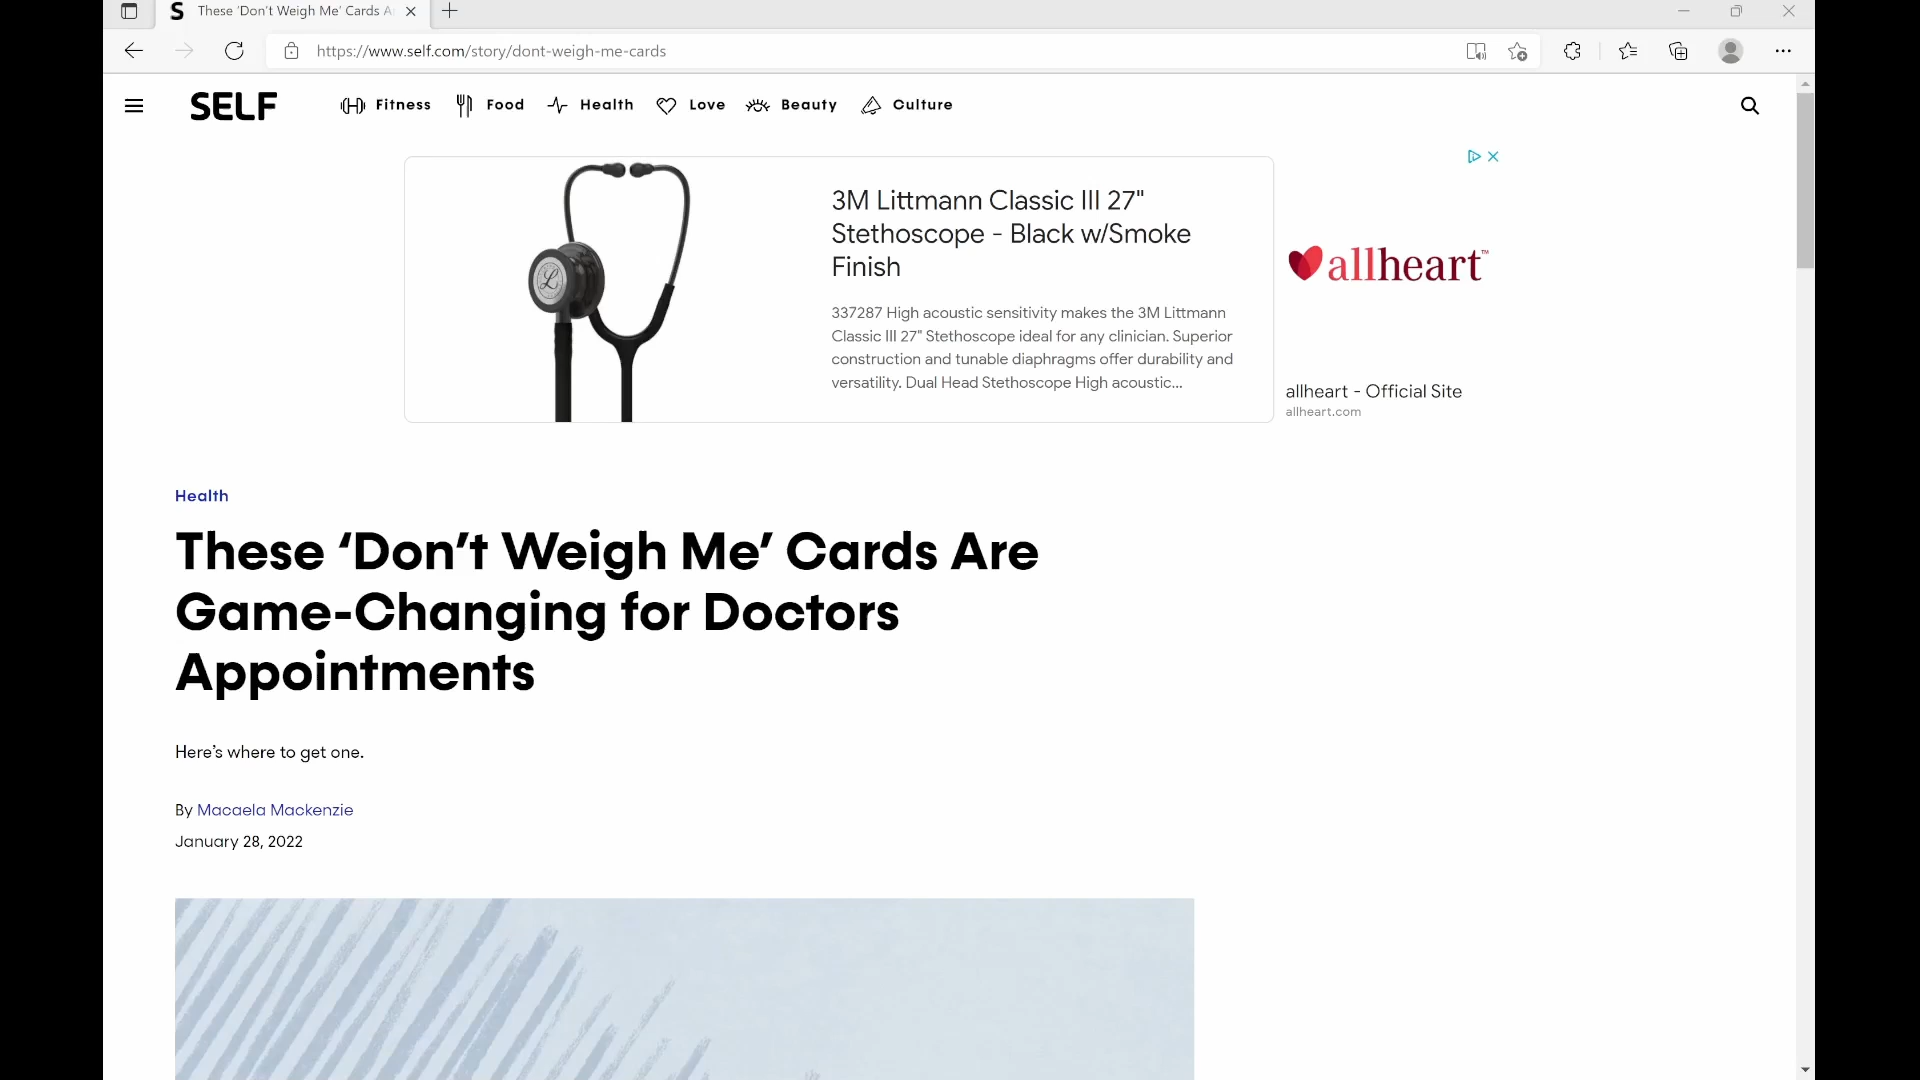 These 'Don't Weigh Me' Cards A
https://www.self.com/story/dont-weigh-me-cards
SELF
Fitness
Food
Health
Love
Beauty
Culture
3M Littmann Classic III 27"
Stethoscope - Black w/Smoke
Finish
337287 High acoustic sensitivity makes the 3M Littmann
Classic III 27" Stethoscope ideal for any clinician. Superior
construction and tunable diaphragms offer durability and
versatility. Dual Head Stethoscope High acoustic...
allheart™
allheart - Official Site
allheart.com
Health
These ‘Don’t Weigh Me’ Cards Are
Game-Changing for Doctors
Appointments
Here’s where to get one.
By Macaela Mackenzie
January 28, 2022